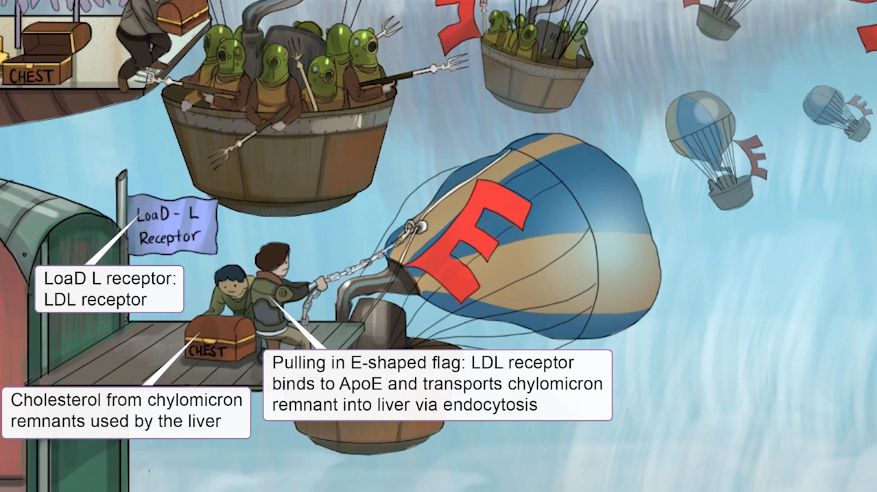 CHEST
E
E
E
E
LoaD - L
Receptor
E
LoaD L receptor:
LDL receptor
CHEST
Pulling in E-shaped flag: LDL receptor
binds to ApoE and transports chylomicron
remnant into liver via endocytosis
Cholesterol from chylomicron
remnants used by the liver